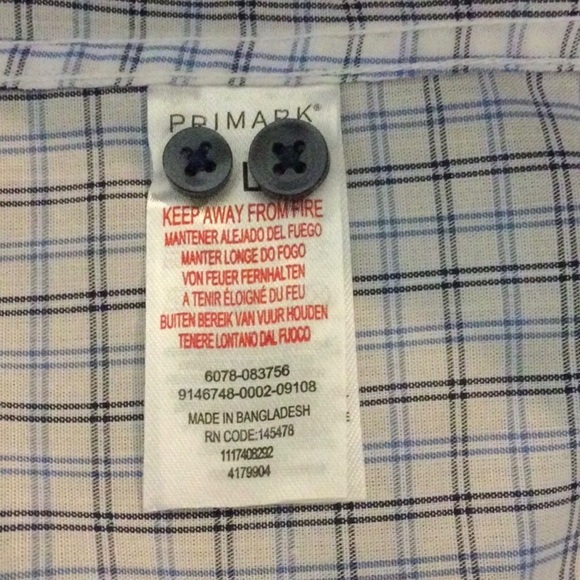 PRIMARK®
L
KEEP AWAY FROM FIRE
MANTENER ALEJADO DEL FUEGO
MANTER LONGE DO FOGO
VON FEUER FERNHALTEN
A TENIR ÉLOIGNÉ DU FEU
BUITEN BEREIK VAN VUUR HOUDEN
TENERE LONTANO DAL FUOCO
6078-083756
9146748-0002-09108
MADE IN BANGLADESH
RN CODE:145478
1117408292
4179904